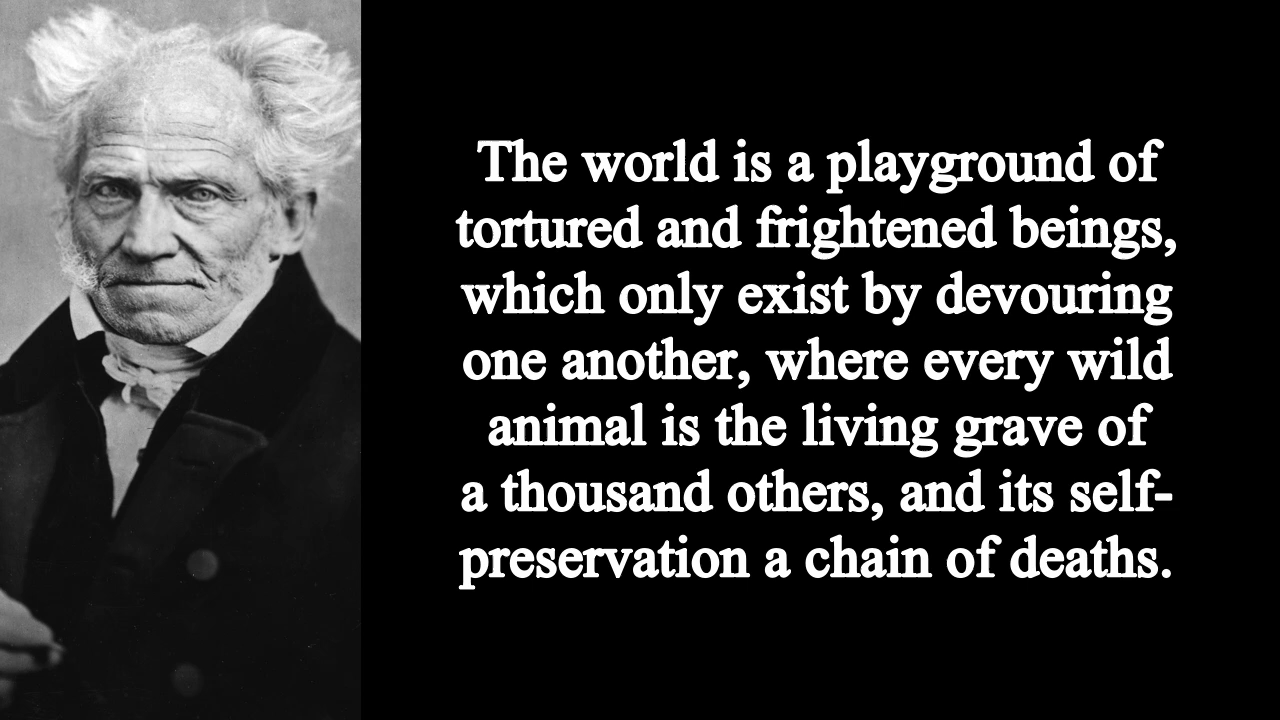 The world is a playground of
tortured and frightened beings,
which only exist by devouring
one another, where every wild
animal is the living grave of
a thousand others, and its self-
preservation a chain of deaths.